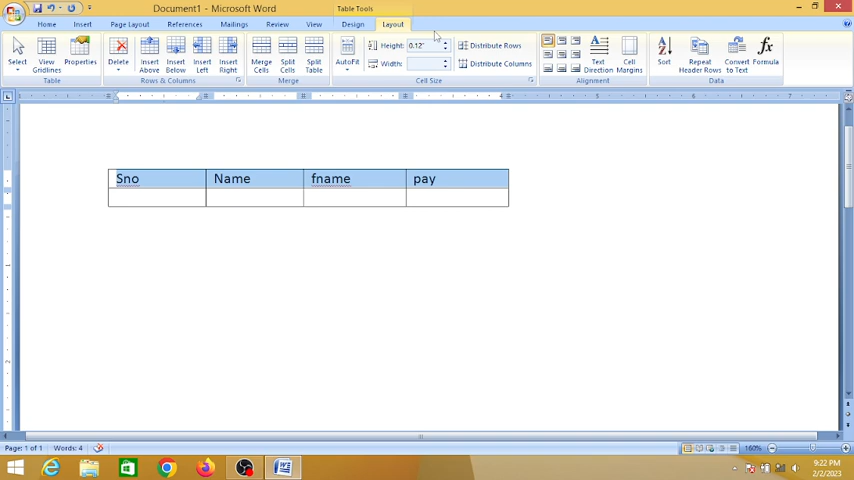 Document1 - Microsoft Word
Table Tools
Home Insert Page Layout References Mailings Review View Design Layout
Select
View Gridlines
Properties
Table
Delete
Insert Above
Insert Below
Insert Left
Insert Right
Rows & Columns
Merge Cells
Split Cells
Split Table
Merge
AutoFit
Height: 0.12"
Width:
Distribute Rows
Distribute Columns
Cell Size
Text Direction
Cell Margins
Alignment
Sort
Repeat Header Rows
Convert to Text
Formula
Data
Sno Name fname pay
Page: 1 of 1 Words: 4
160%
9:22 PM
2/2/2023